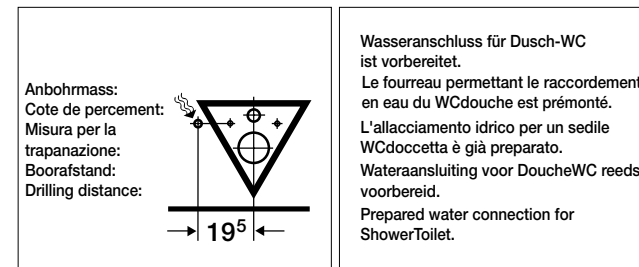 Anbohrmass:
Cote de percement:
Misura per la
trapanazione:
Boorafstand:
Drilling distance:
19⁵
Wasseranschluss für Dusch-WC
ist vorbereitet.
Le fourreau permettant le raccordement
en eau du WCdouche est prémonté.
L'allacciamento idrico per un sedile
WCdoccetta è già preparato.
Wateraansluiting voor DoucheWC reeds
voorbereid.
Prepared water connection for
ShowerToilet.